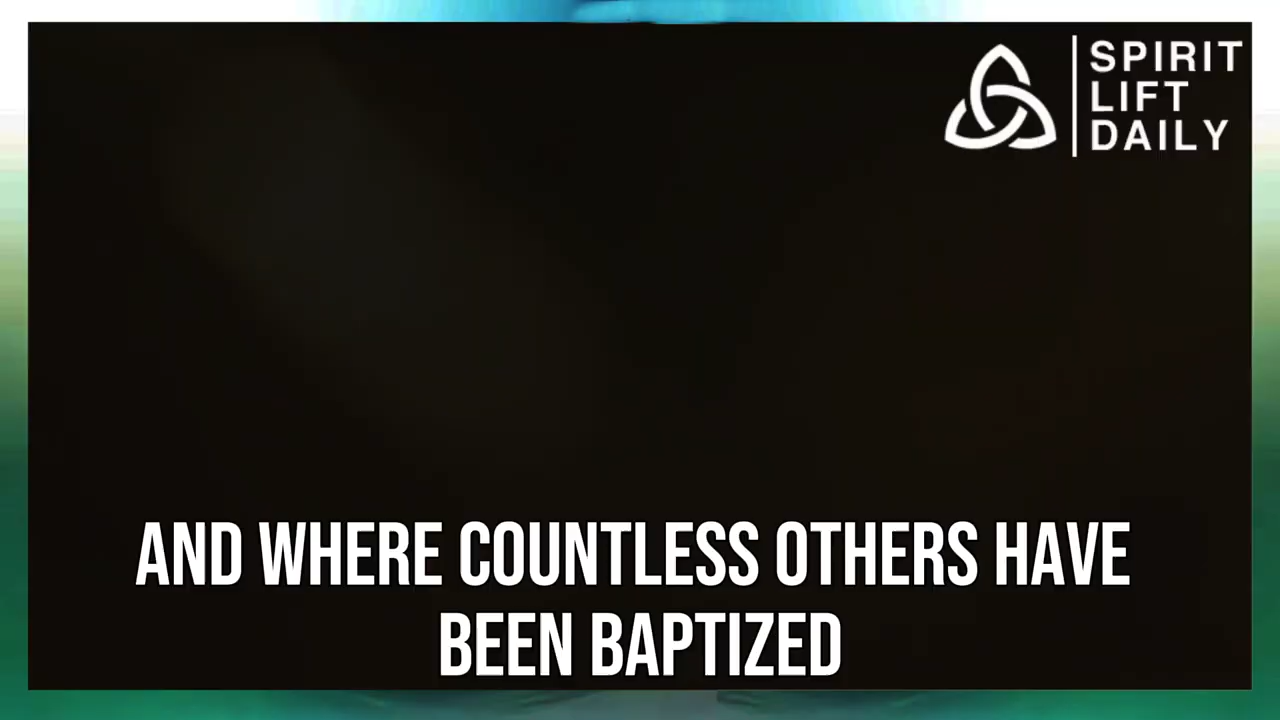 SPIRIT
LIFT
DAILY
AND WHERE COUNTLESS OTHERS HAVE
BEEN BAPTIZED